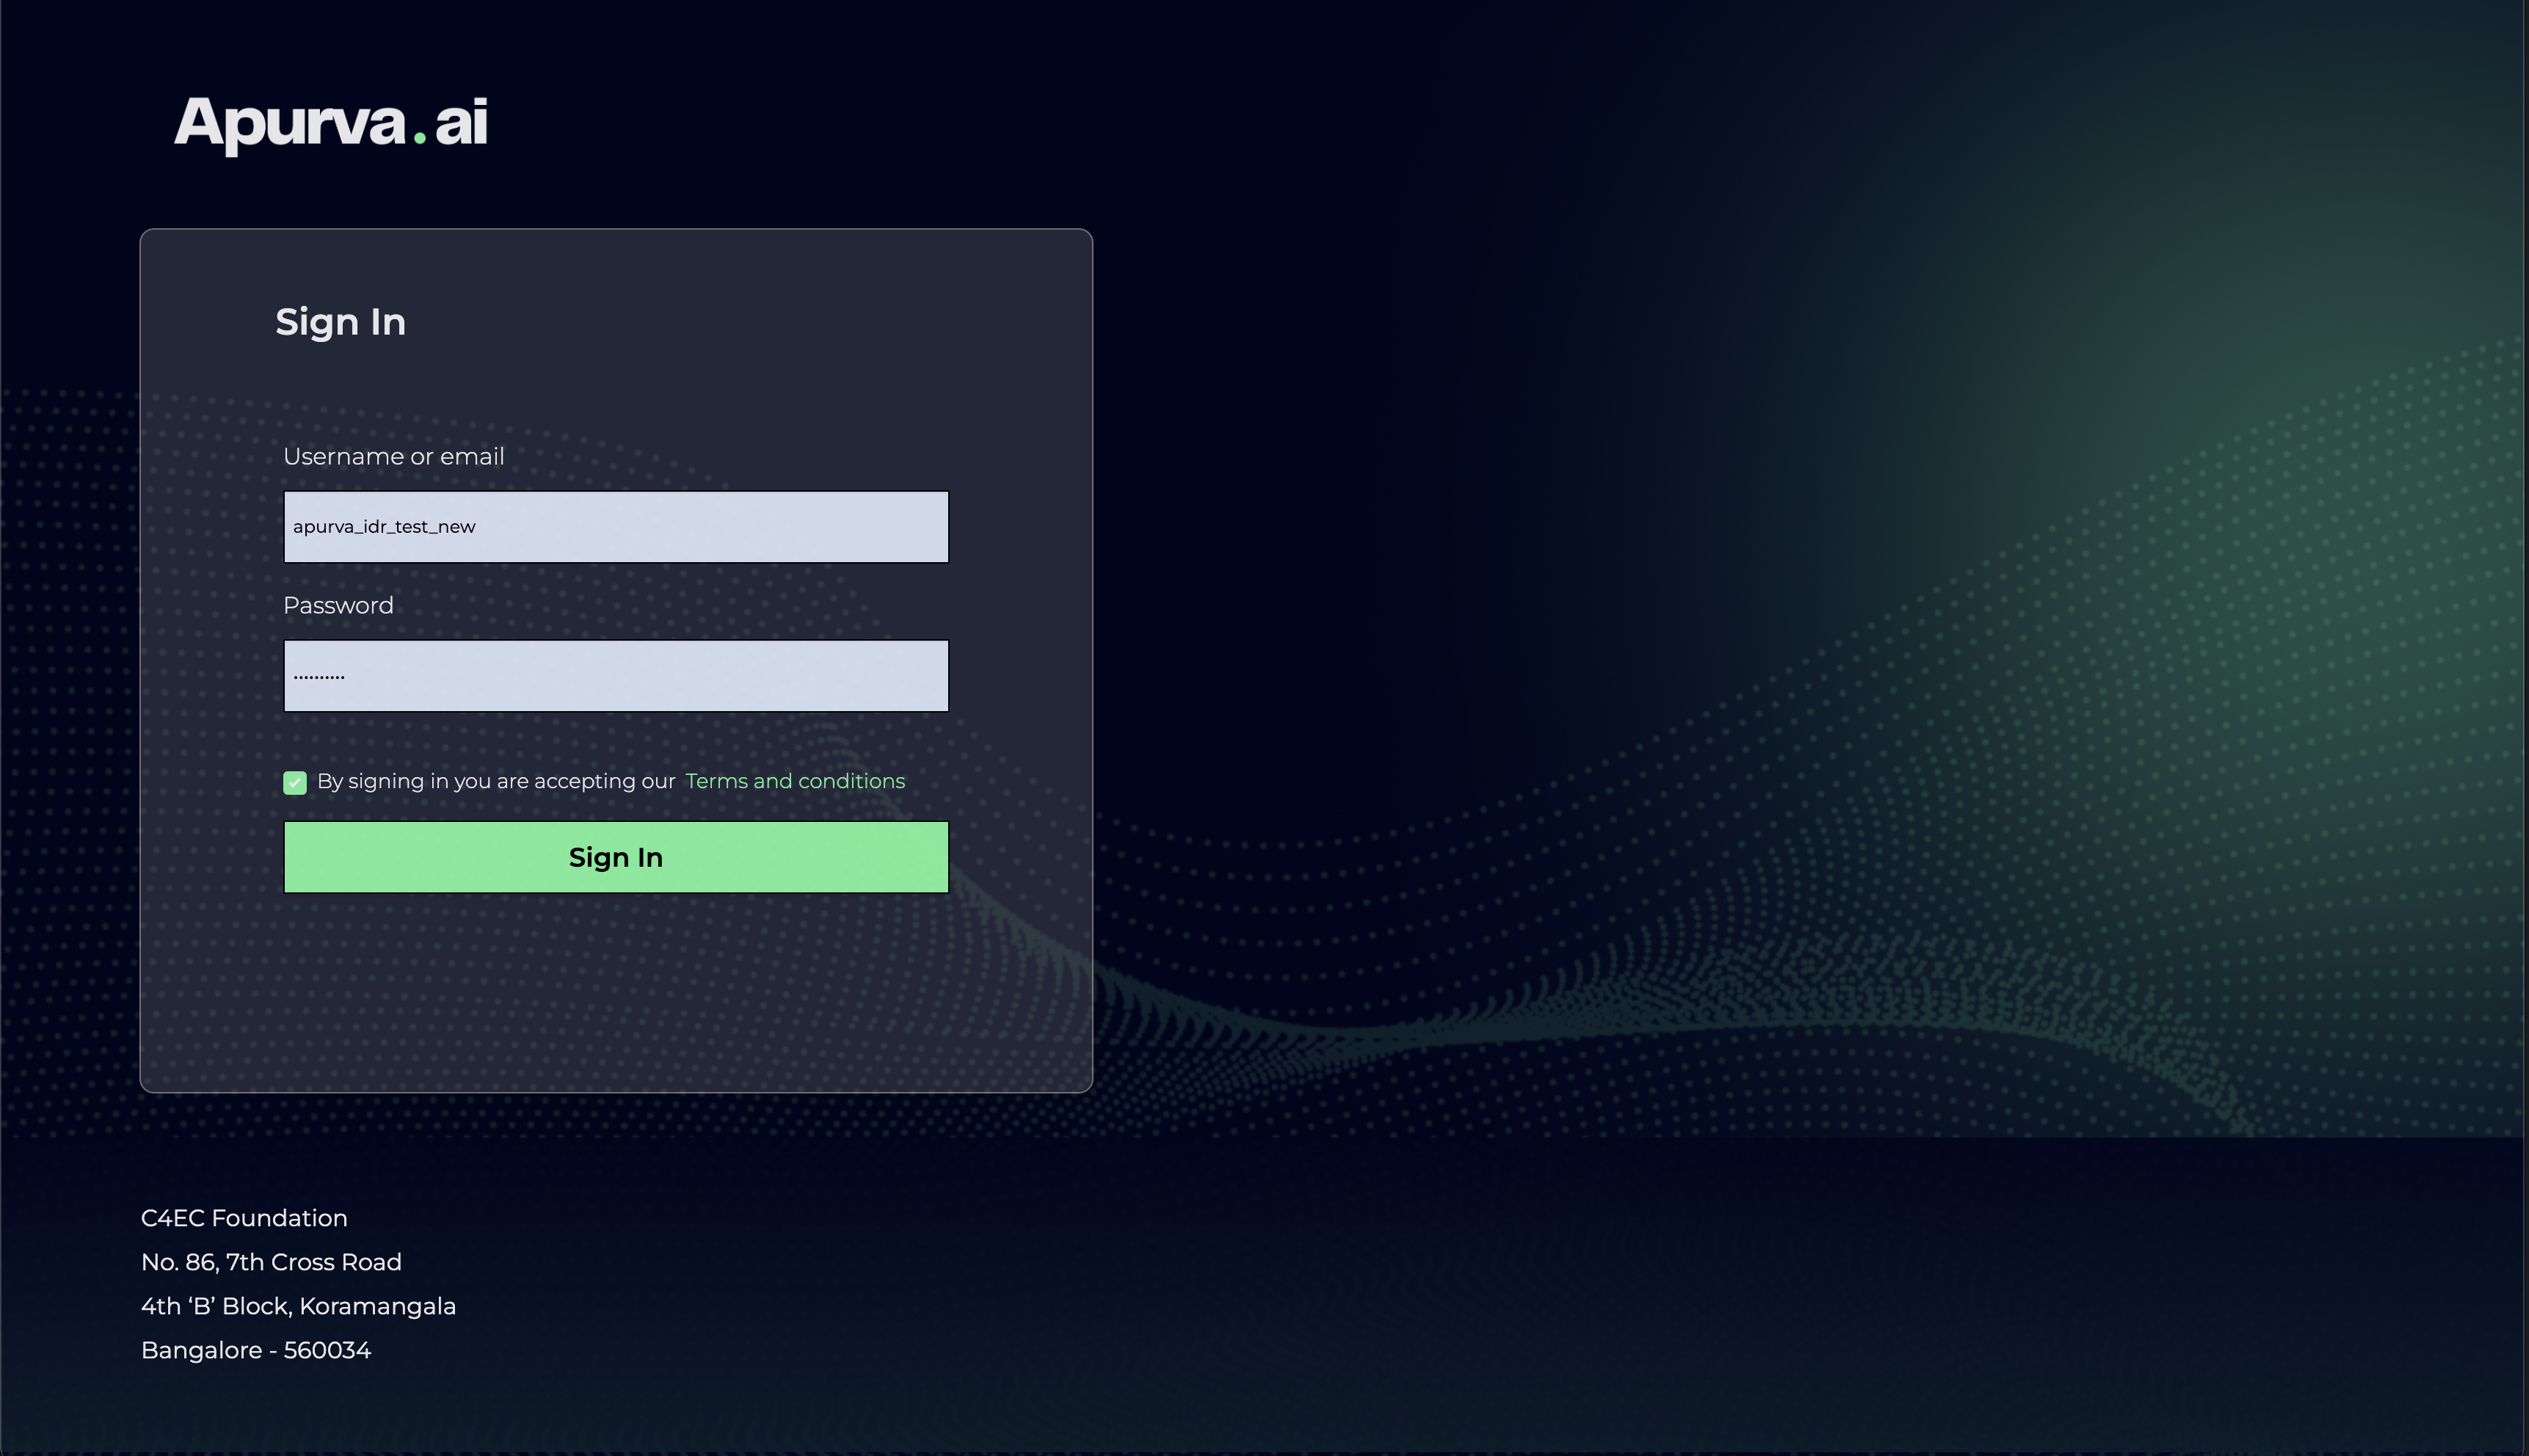 Apurva.ai
Sign In
Username or email
apurva_idr_test_new
Password
••••••••••
By signing in you are accepting our Terms and conditions
Sign In
C4EC Foundation
No. 86, 7th Cross Road
4th ‘B’ Block, Koramangala
Bangalore - 560034